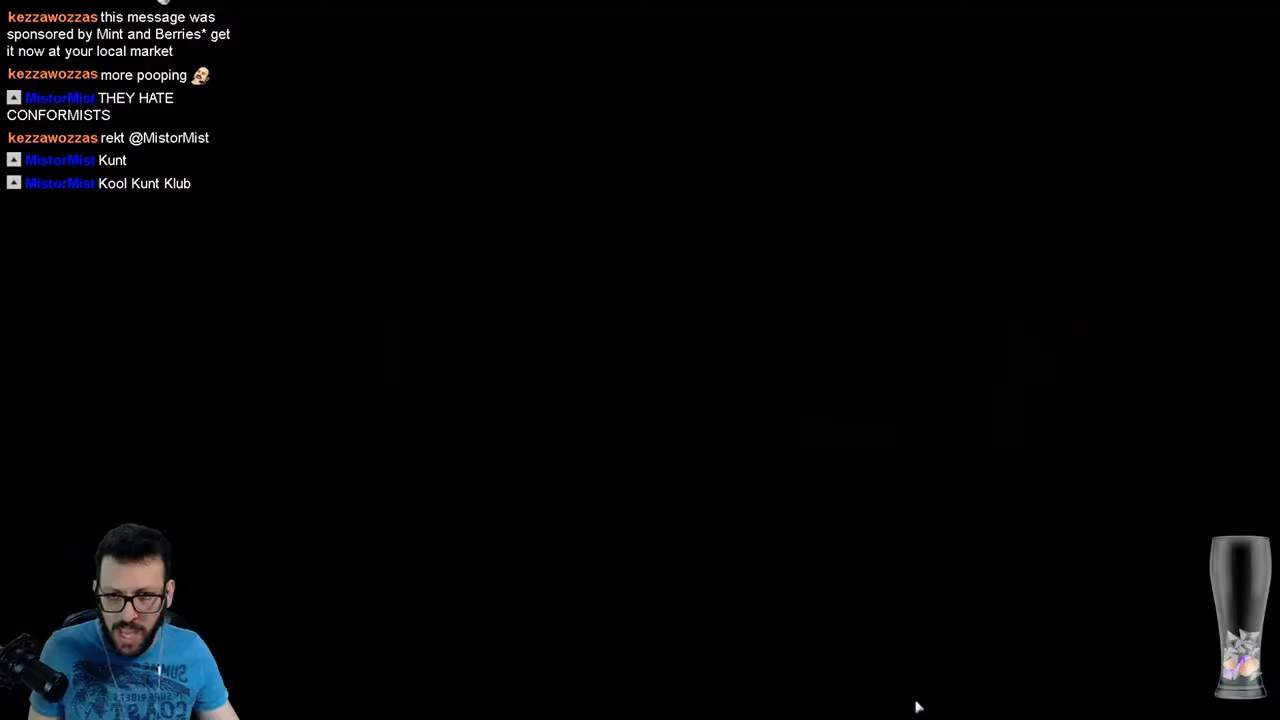 kezzawozzas this message was
sponsored by Mint and Berries* get
it now at your local market
kezzawozzas more pooping
MistorMist THEY HATE
CONFORMISTS
kezzawozzas rekt @MistorMist
MistorMist Kunt
MistorMist Kool Kunt Klub